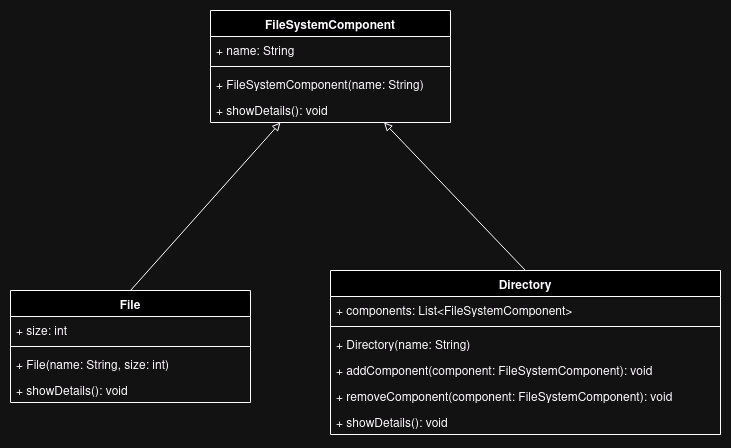 FileSystemComponent
+ name: String
+ FileSystemComponent(name: String)
+ showDetails(): void
File
+ size: int
+ File(name: String, size: int)
+ showDetails(): void
Directory
+ components: List<FileSystemComponent>
+ Directory(name: String)
+ addComponent(component: FileSystemComponent): void
+ removeComponent(component: FileSystemComponent): void
+ showDetails(): void